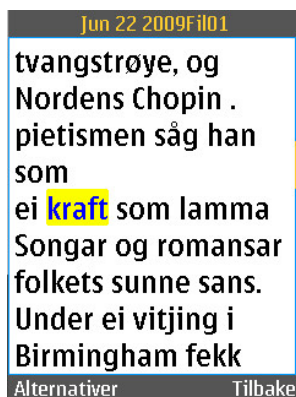 Jun 22 2009Fil01
tvangstrøye, og
Nordens Chopin .
pietismen såg han
som
ei kraft som lamma
Songar og romansar
folkets sunne sans.
Under ei vitjing i
Birmingham fekk
Alternativer Tilbake